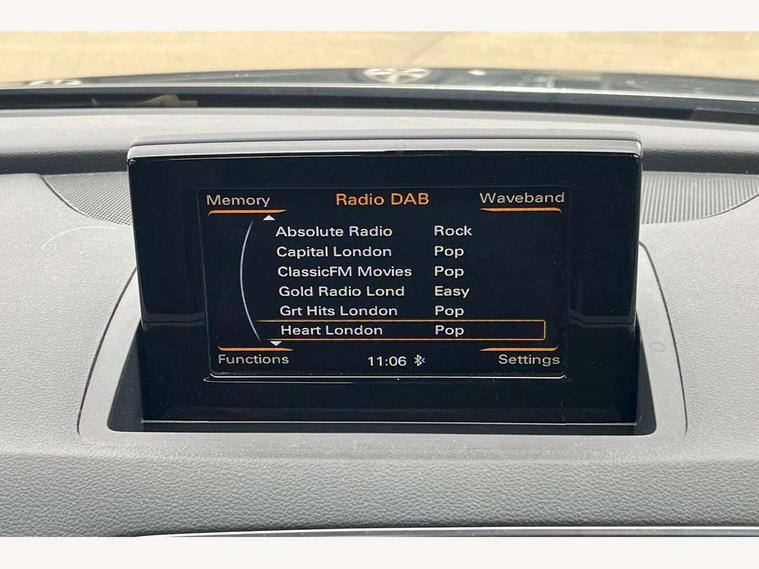 Memory Radio DAB Waveband
Absolute Radio Rock
Capital London Pop
ClassicFM Movies Pop
Gold Radio Lond Easy
Grt Hits London Pop
Heart London Pop
Functions 11:06 Settings